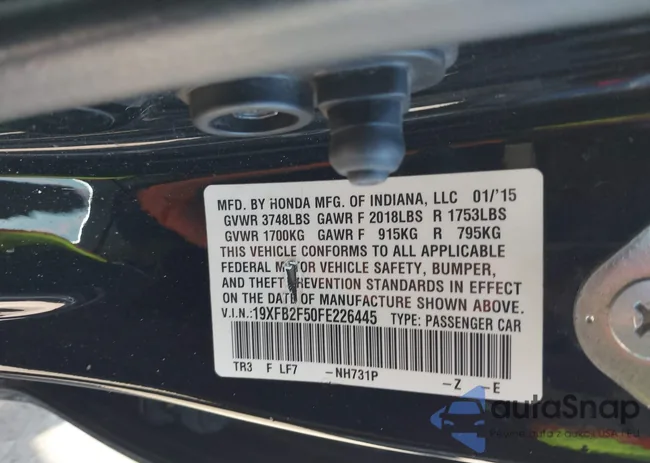 MFD. BY HONDA MFG. OF INDIANA, LLC 01/'15
GVWR 3748LBS GAWR F 2018LBS R 1753LBS
GVWR 1700KG GAWR F 915KG R 795KG
THIS VEHICLE CONFORMS TO ALL APPLICABLE
FEDERAL MOTOR VEHICLE SAFETY, BUMPER,
AND THEFT PREVENTION STANDARDS IN EFFECT
ON THE DATE OF MANUFACTURE SHOWN ABOVE.
V.I.N.:19XFB2F50FE226445 TYPE: PASSENGER CAR
TR3 F LF7 -NH731P -Z -E
autoSnap